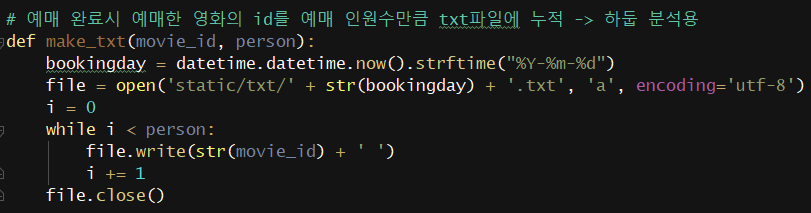 # 예매 완료시 예매한 영화의 id를 예매 인원수만큼 txt파일에 누적 -> 하둡 분석용
def make_txt(movie_id, person):
    bookingday = datetime.datetime.now().strftime("%Y-%m-%d")
    file = open('static/txt/' + str(bookingday) + '.txt', 'a', encoding='utf-8')
    i = 0
    while i < person:
        file.write(str(movie_id) + ' ')
        i += 1
    file.close()